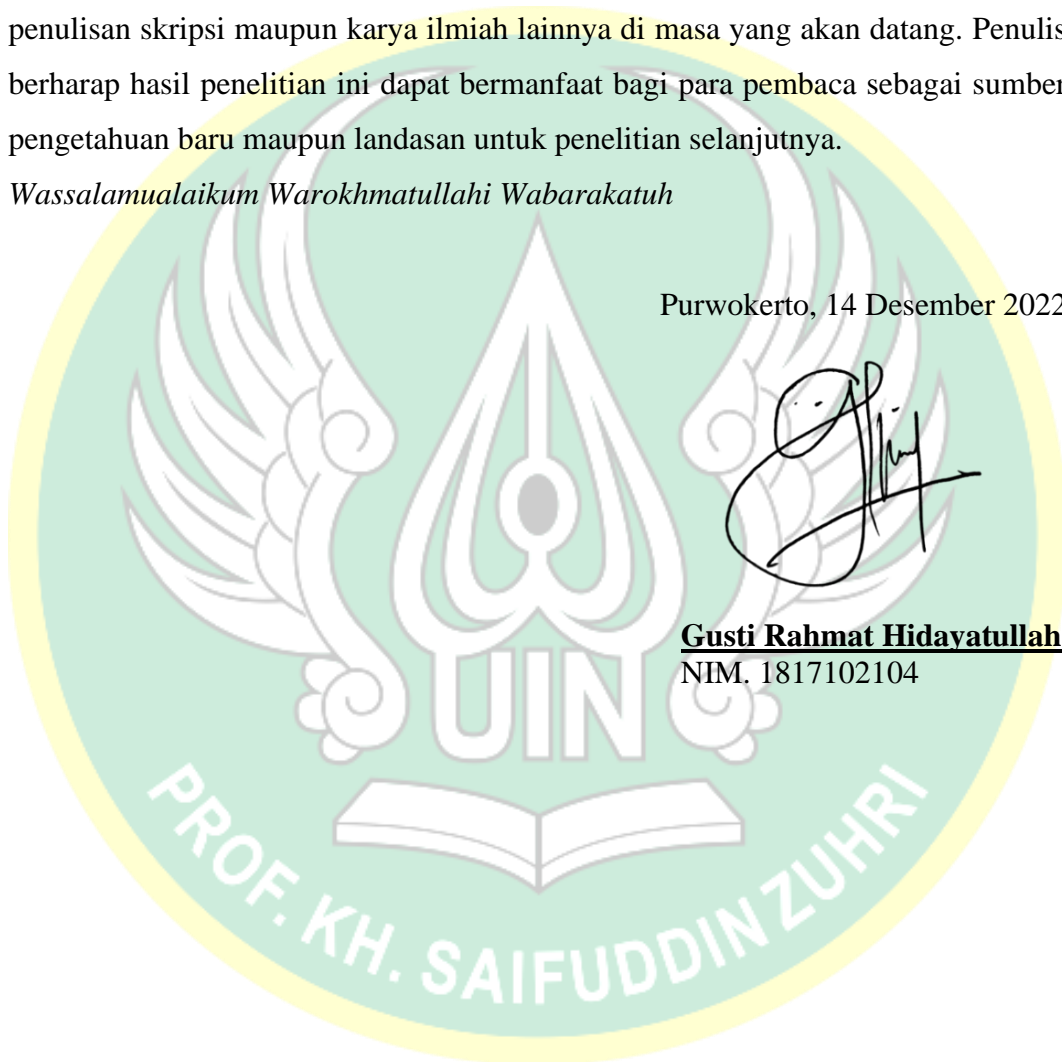 penulisan skripsi maupun karya ilmiah lainnya di masa yang akan datang. Penulis
berharap hasil penelitian ini dapat bermanfaat bagi para pembaca sebagai sumber
pengetahuan baru maupun landasan untuk penelitian selanjutnya.
Wassalamualaikum Warokhmatullahi Wabarakatuh
Purwokerto, 14 Desember 2022
Gusti Rahmat Hidayatullah
NIM. 1817102104
UIN
PROF. KH. SAIFUDDIN ZUHRI